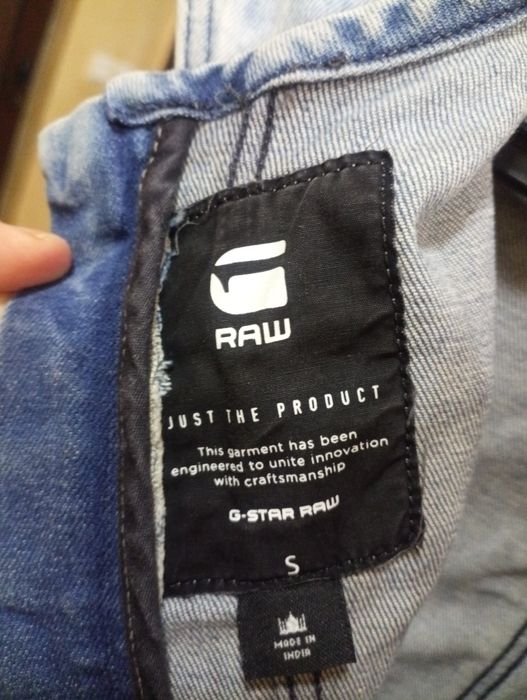 RAW
JUST THE PRODUCT
This garment has been
engineered to unite innovation
with craftsmanship
G-STAR RAW
S
MADE IN
INDIA